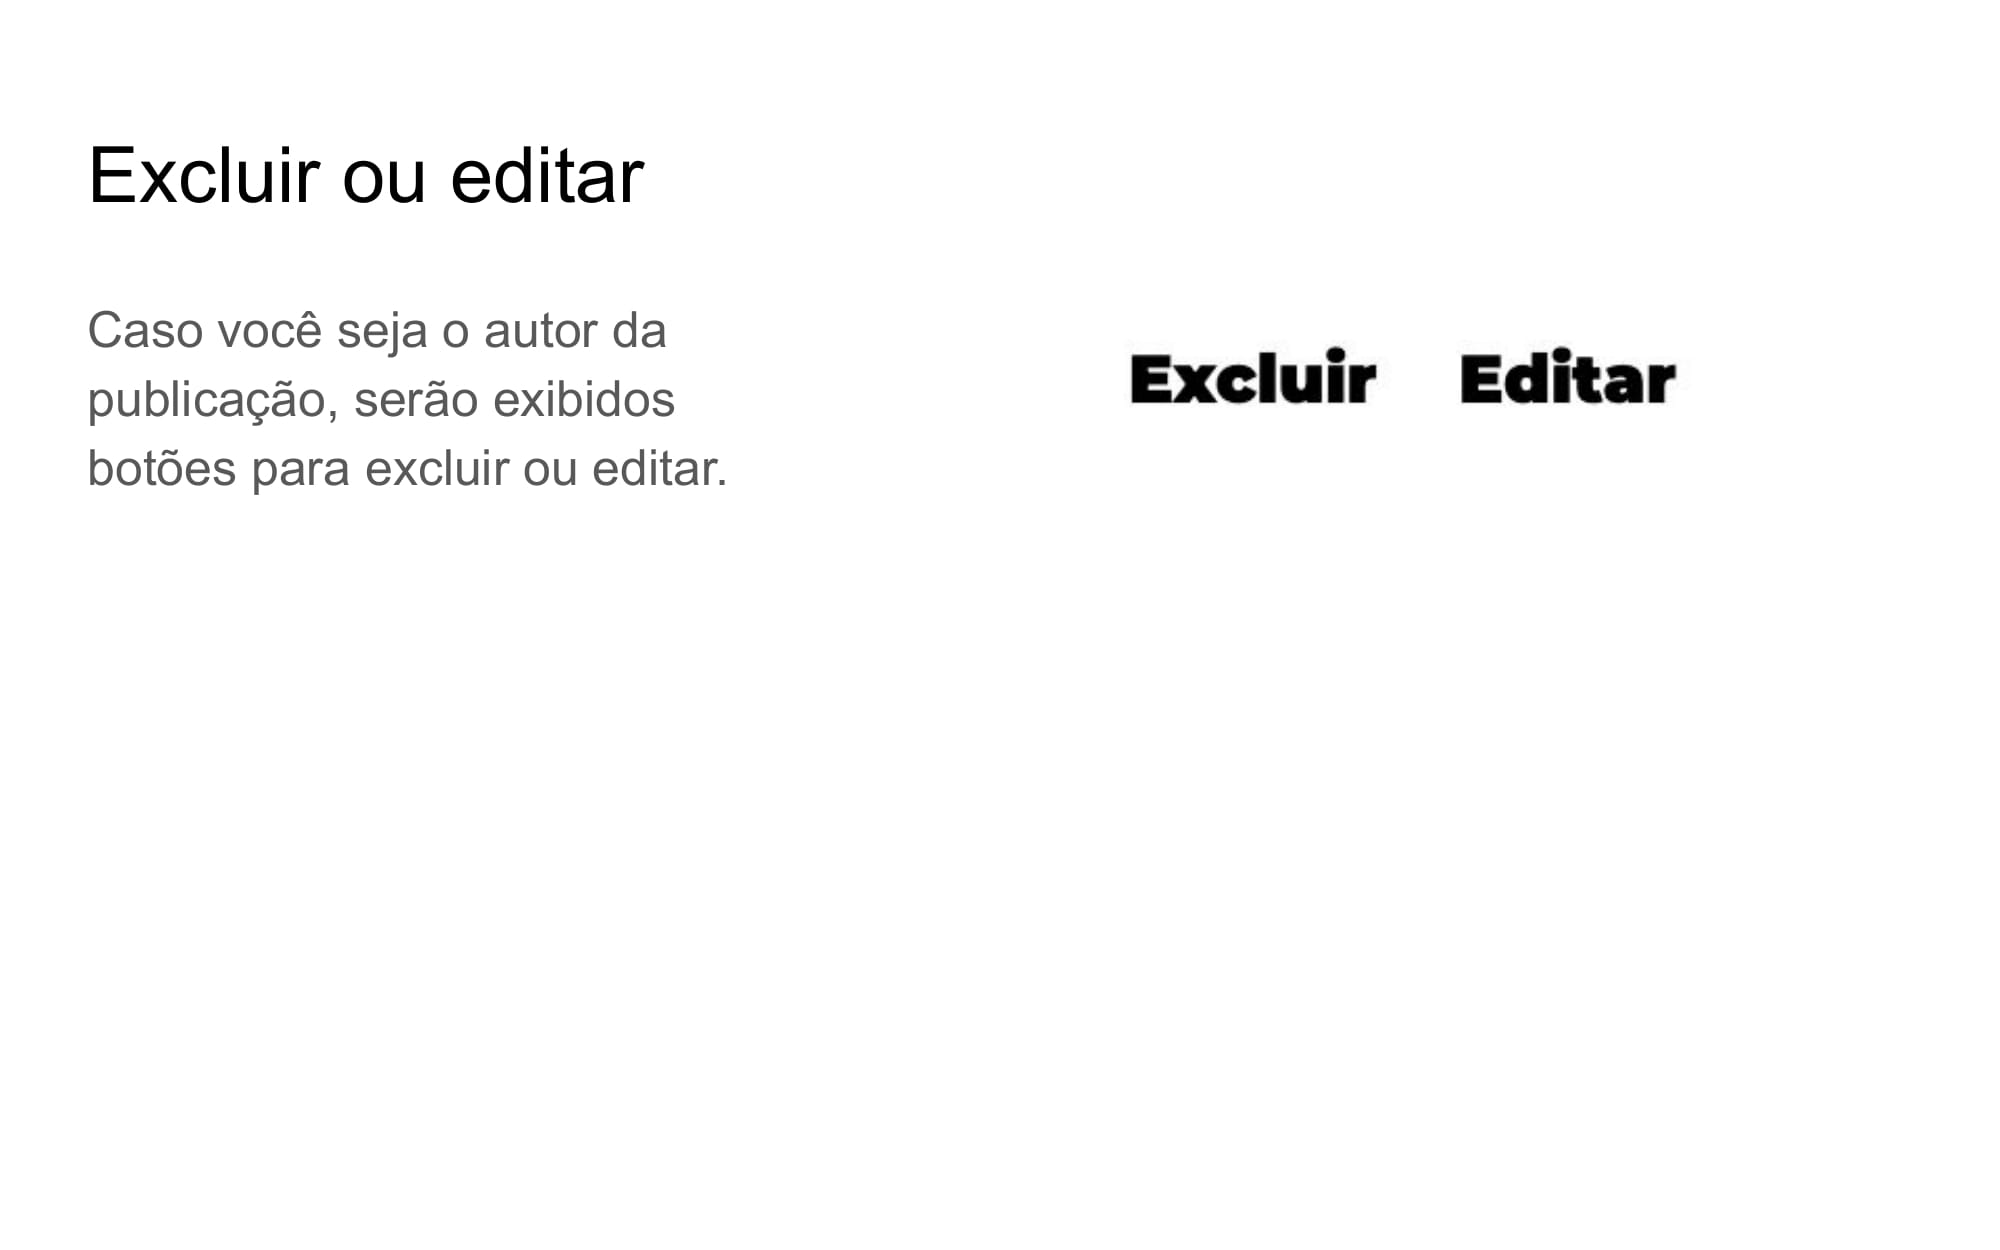 Excluir ou editar
Caso você seja o autor da
publicação, serão exibidos
botões para excluir ou editar.
Excluir Editar